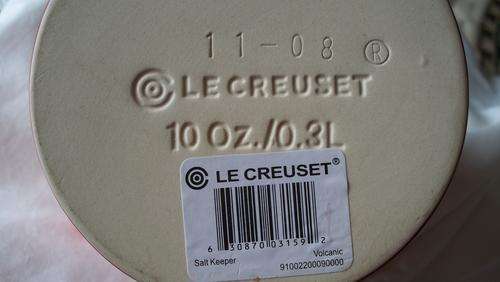 11-08 ®
LE CREUSET
10 Oz./0.3L
LE CREUSET®
6 30870 03159 2
Salt Keeper Volcanic
91002200090000